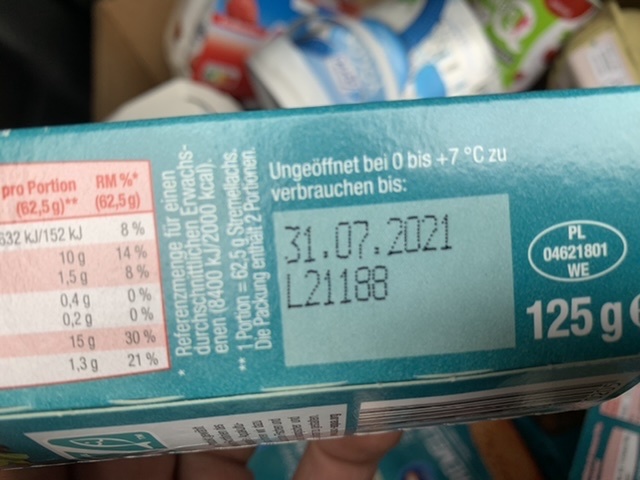 pro Portion RM %*
(62,5 g)** (62,5g)
632 kJ/152 kJ 8 %
10 g 14 %
1,5 g 8 %
0,4 g 0 %
0,2 g 0 %
15 g 30 %
1,3 g 21 %
* Referenzmenge für einen
durchschnittlichen Erwachs-
enen (8400 kJ/2000 kcal).
** 1 Portion = 62,5 g Stremellachs.
Die Packung enthält 2 Portionen.
Ungeöffnet bei 0 bis +7 °C zu
verbrauchen bis:
31.07.2021
L21188
PL
04621801
WE
125 g e